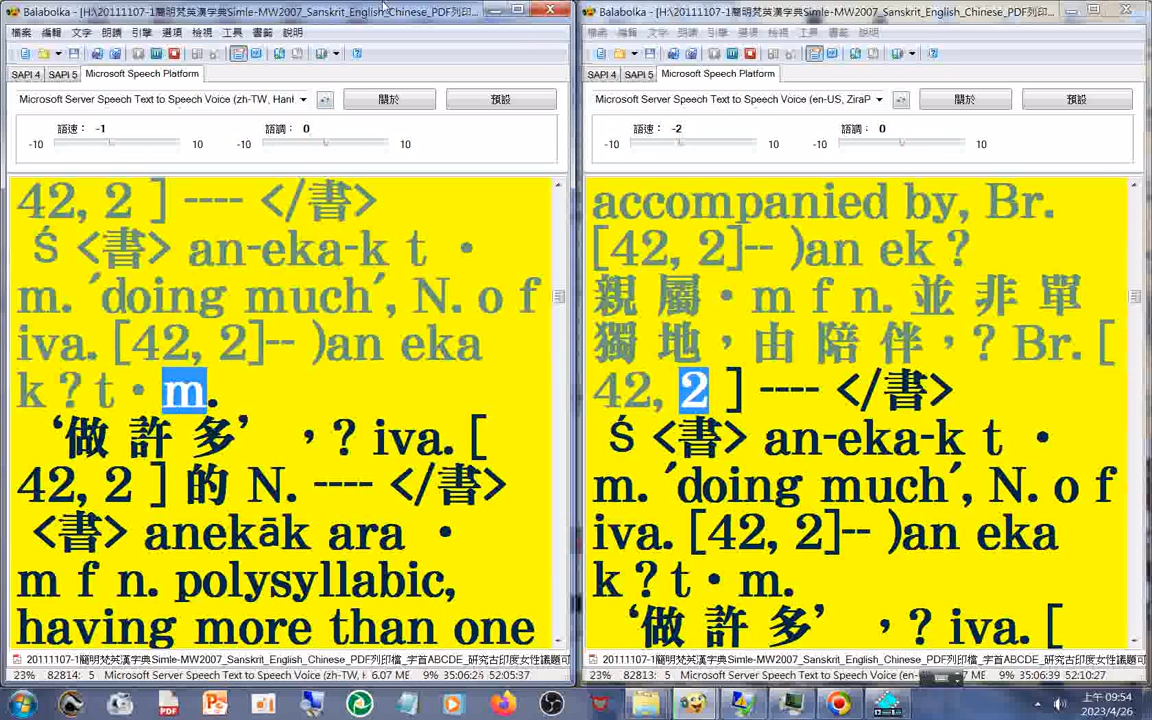 Balabolka - [H:\20111107-1簡明梵英漢字典Simle-MW2007_Sanskrit_English_Chinese_PDF列印...
檔案 編輯 文字 朗讀 引擎 選項 檢視 工具 書籤 說明
SAPI 4 SAPI 5 Microsoft Speech Platform
Microsoft Server Speech Text to Speech Voice (zh-TW, HanH 關於 預設
語速： -1 語調： 0
-10 10 -10 10
42, 2 ] ---- </書>
Ś <書> an-eka-k t •
m. ´doing much´, N. o f
iva. [42, 2]-- )an eka
k ? t • m.
‘做 許 多’ ，? iva. [
42, 2 ] 的 N. ---- </書>
<書> anekāk ara •
m f n. polysyllabic,
having more than one
20111107-1簡明梵英漢字典Simle-MW2007_Sanskrit_English_Chinese_PDF列印檔_字首ABCDE_研究古印度女性議題可
23% 82814: 5 Microsoft Server Speech Text to Speech Voice (zh-TW, 6.07 ME 9% 35:06:26 52:05:37
Balabolka - [H:\20111107-1簡明梵英漢字典Simle-MW2007_Sanskrit_English_Chinese_PDF列印...
檔案 編輯 文字 朗讀 引擎 選項 檢視 工具 書籤 說明
SAPI 4 SAPI 5 Microsoft Speech Platform
Microsoft Server Speech Text to Speech Voice (en-US, ZiraP 關於 預設
語速： -2 語調： 0
-10 10 -10 10
accompanied by, Br.
[42, 2]-- )an ek ?
親 屬 • m f n. 並 非 單
獨 地，由 陪 伴，? Br. [
42, 2 ] ---- </書>
Ś <書> an-eka-k t •
m. ´doing much´, N. o f
iva. [42, 2]-- )an eka
k ? t • m.
‘做 許 多’ ，? iva. [
20111107-1簡明梵英漢字典Simle-MW2007_Sanskrit_English_Chinese_PDF列印檔_字首ABCDE_研究古印度女性議題可
23% 82813: 5 Microsoft Server Speech Text to Speech Voice (en-US, 6.07 ME 9% 35:06:39 52:10:27
上午 09:54
2023/4/26